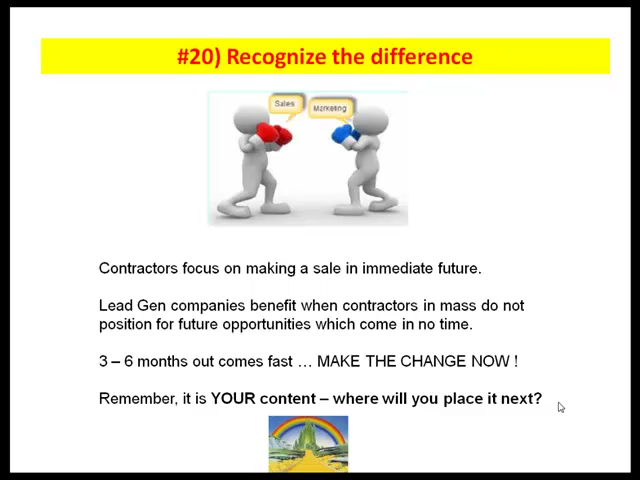 #20) Recognize the difference
Sales
Marketing
Contractors focus on making a sale in immediate future.
Lead Gen companies benefit when contractors in mass do not
position for future opportunities which come in no time.
3 – 6 months out comes fast … MAKE THE CHANGE NOW !
Remember, it is YOUR content – where will you place it next?